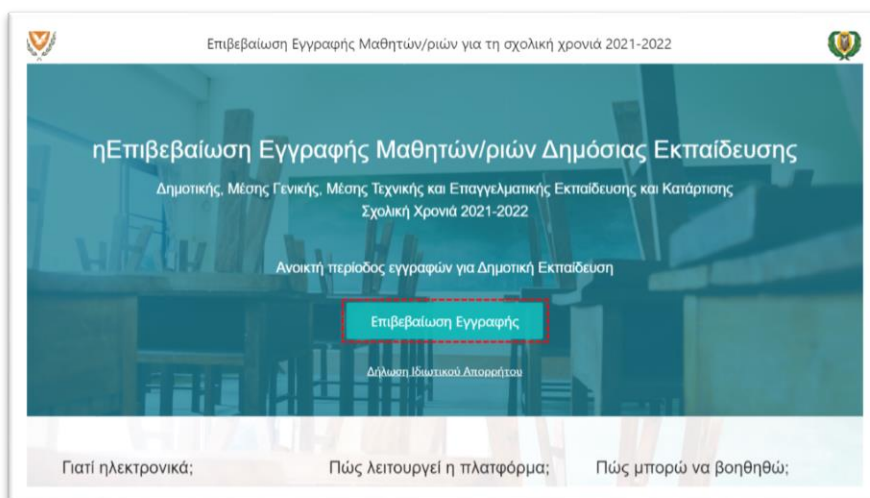 Επιβεβαίωση Εγγραφής Μαθητών/ριών για τη σχολική χρονιά 2021-2022
ηΕπιβεβαίωση Εγγραφής Μαθητών/ριών Δημόσιας Εκπαίδευσης
Δημοτικής, Μέσης Γενικής, Μέσης Τεχνικής και Επαγγελματικής Εκπαίδευσης και Κατάρτισης
Σχολική Χρονιά 2021-2022
Ανοικτή περίοδος εγγραφών για Δημοτική Εκπαίδευση
Επιβεβαίωση Εγγραφής
Δήλωση Ιδιωτικού Απορρήτου
Γιατί ηλεκτρονικά; Πώς λειτουργεί η πλατφόρμα; Πώς μπορώ να βοηθηθώ;